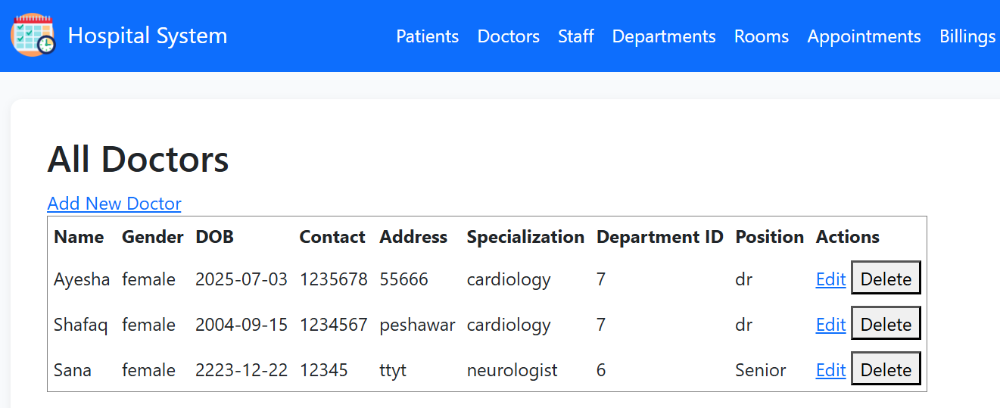 Hospital System Patients Doctors Staff Departments Rooms Appointments Billings
All Doctors
Add New Doctor
Name Gender DOB Contact Address Specialization Department ID Position Actions
Ayesha female 2025-07-03 1235678 55666 cardiology 7 dr Edit Delete
Shafaq female 2004-09-15 1234567 peshawar cardiology 7 dr Edit Delete
Sana female 2223-12-22 12345 ttyt neurologist 6 Senior Edit Delete